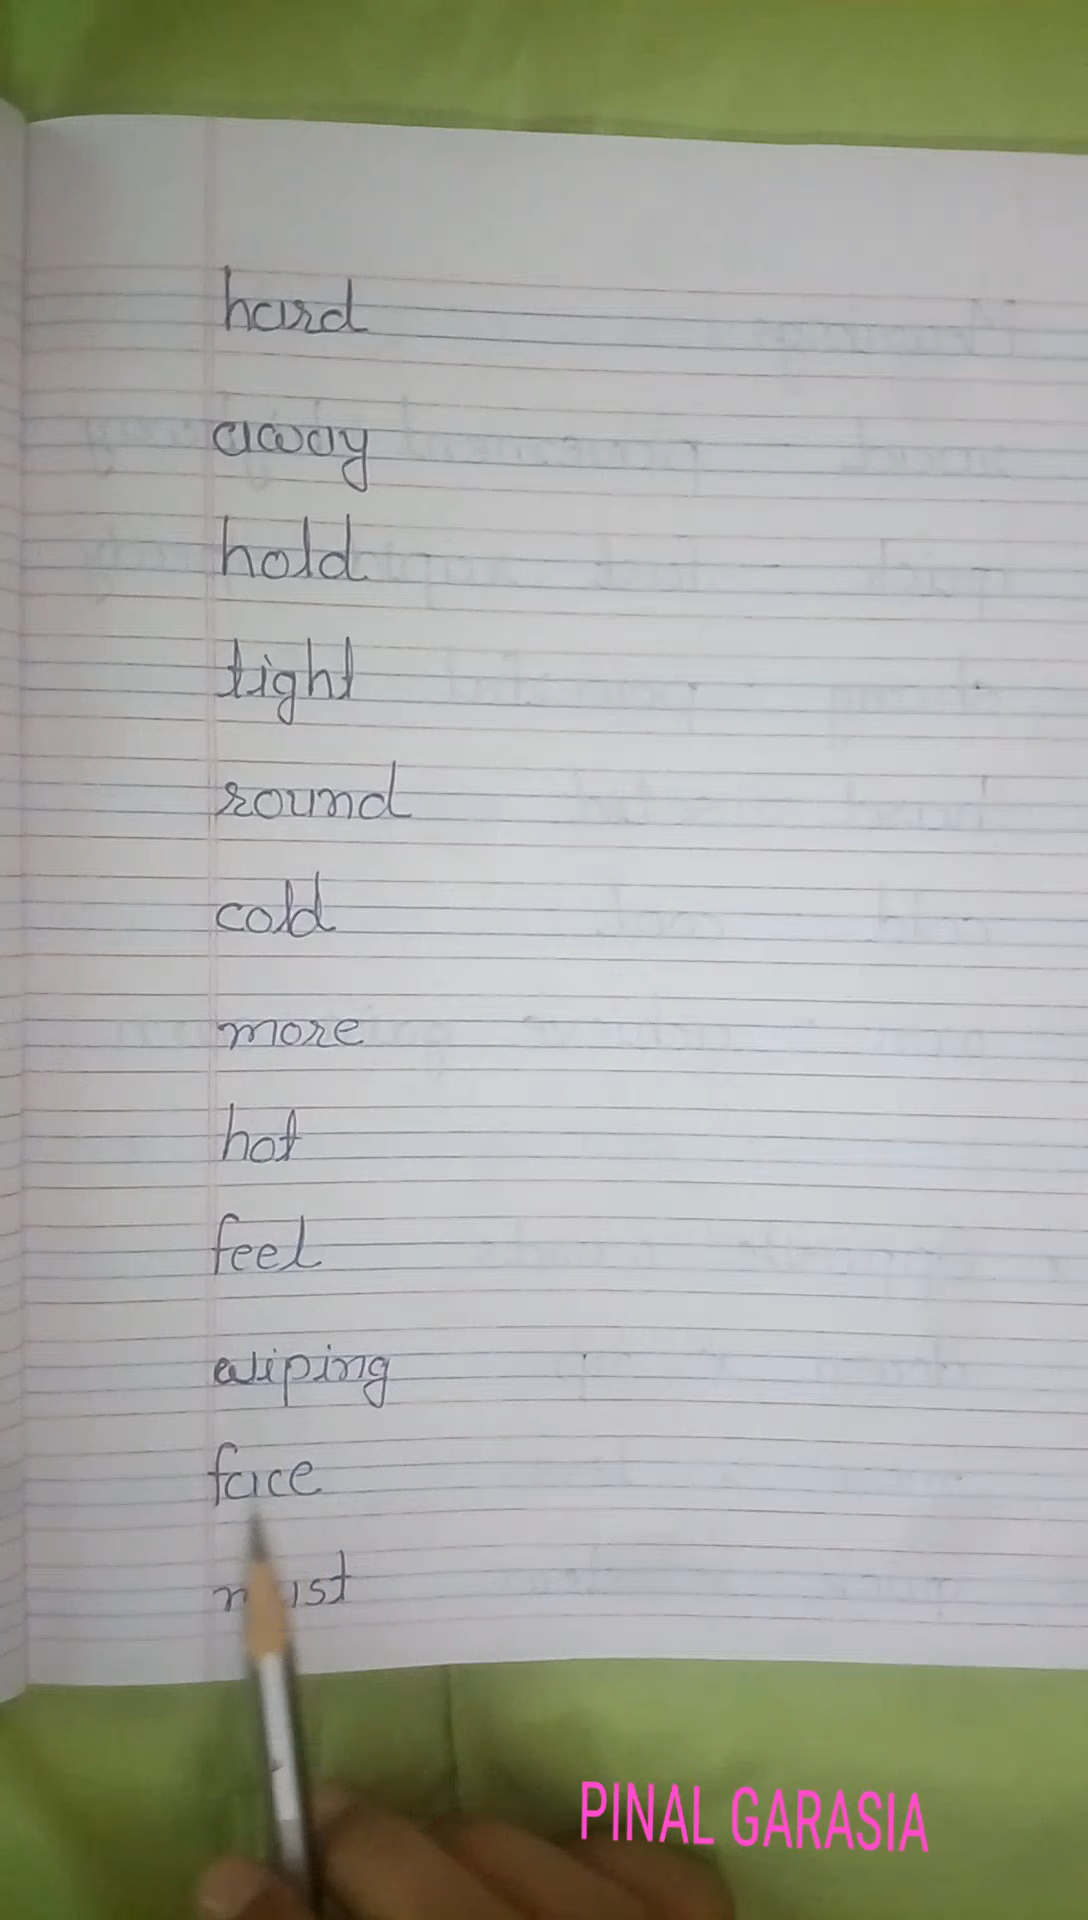 hard
away
hold
tight
round
cold
more
hot
feel
wiping
face
PINAL GARASIA